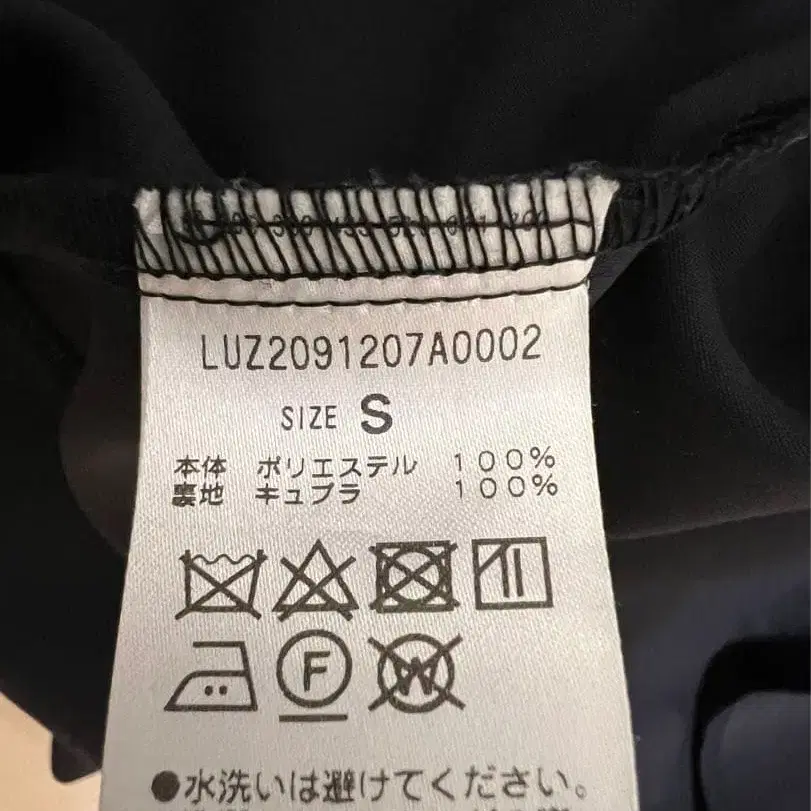 LUZ2091207A0002
SIZE S
本体 ポリエステル 100%
裏地 キュプラ 100%
F W
●水洗いは避けてください。